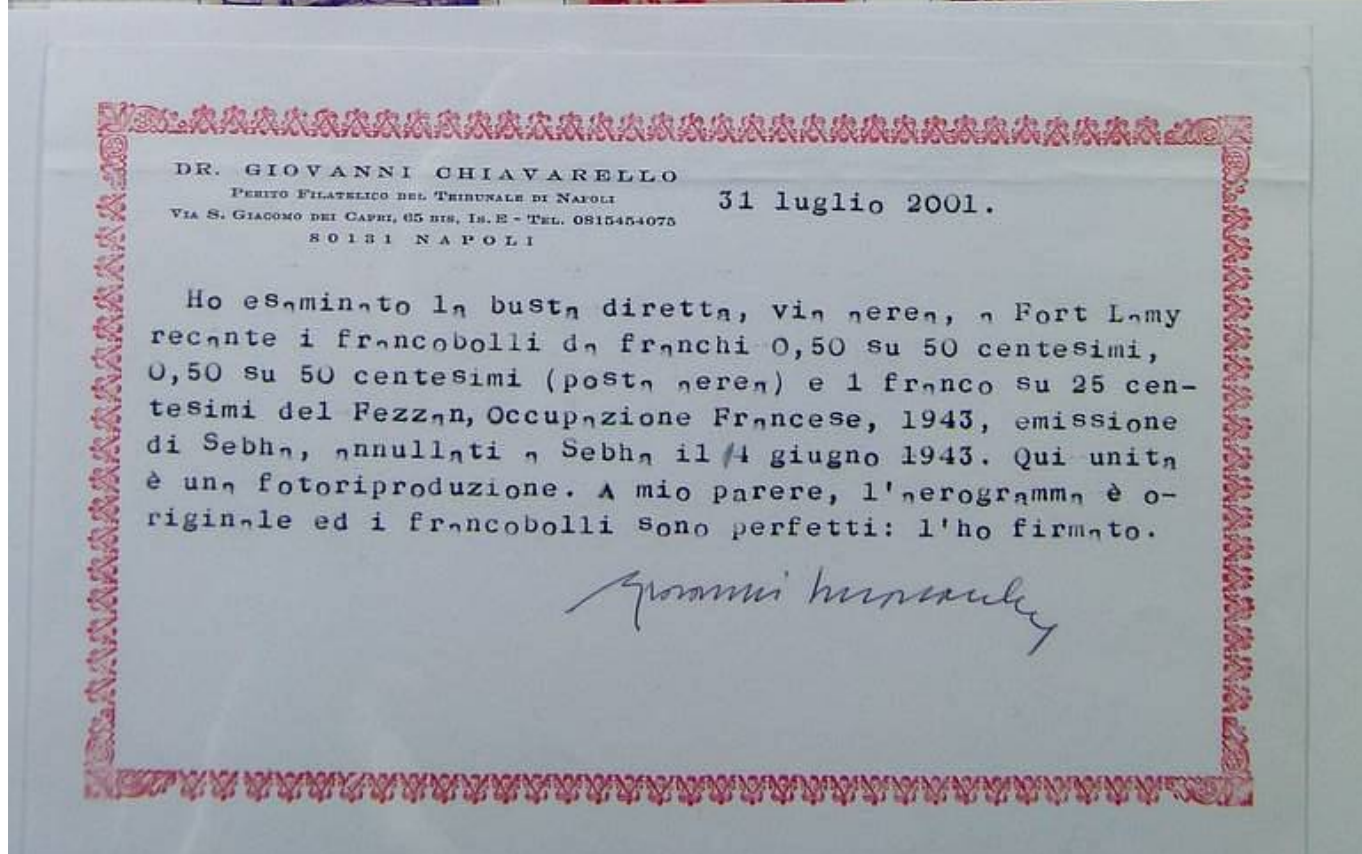 DR. GIOVANNI CHIAVARELLO
PERITO FILATELICO DEL TRIBUNALE DI NAPOLI
VIA S. GIACOMO DEI CAPRI, 65 BIS, IS. E - TEL. 0815454075
80131 NAPOLI
31 luglio 2001.
Ho esaminato la busta diretta, via aerea, a Fort Lamy
recante i francobolli da franchi 0,50 su 50 centesimi,
0,50 su 50 centesimi (posta aerea) e 1 franco su 25 cen-
tesimi del Fezzan, Occupazione Francese, 1943, emissione
di Sebha, annullati a Sebha il 14 giugno 1943. Qui unita
è una fotoriproduzione. A mio parere, l'aerogramma è o-
riginale ed i francobolli sono perfetti: l'ho firmato.
Giovanni